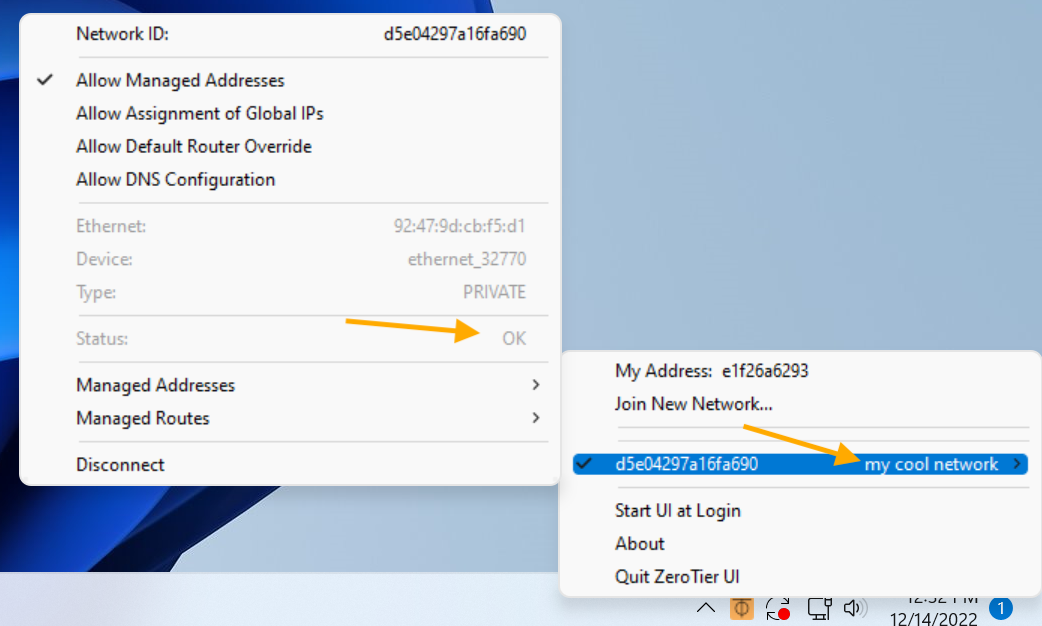 Network ID: d5e04297a16fa690
Allow Managed Addresses
Allow Assignment of Global IPs
Allow Default Router Override
Allow DNS Configuration
Ethernet: 92:47:9d:cb:f5:d1
Device: ethernet_32770
Type: PRIVATE
Status: OK
Managed Addresses
Managed Routes
Disconnect
My Address: e1f26a6293
Join New Network...
d5e04297a16fa690 my cool network
Start UI at Login
About
Quit ZeroTier UI
12:32 PM
12/14/2022
1